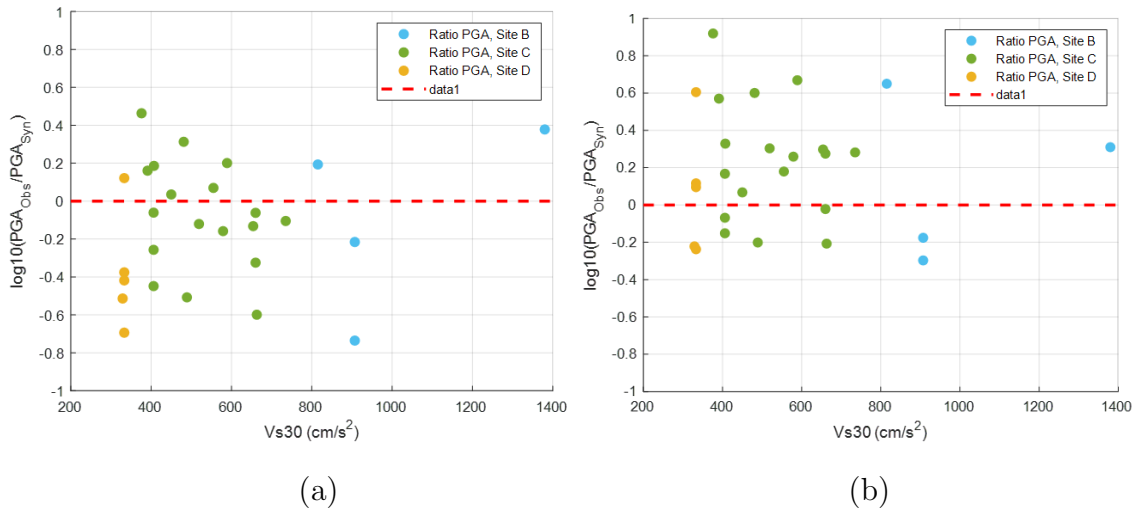 1
0.8
0.6
0.4
0.2
0
-0.2
-0.4
-0.6
-0.8
-1
200
400
600
800
1000
1200
1400
log10(PGA_Obs/PGA_Syn)
Vs30 (cm/s²)
Ratio PGA, Site B
Ratio PGA, Site C
Ratio PGA, Site D
data1
(a)
1
0.8
0.6
0.4
0.2
0
-0.2
-0.4
-0.6
-0.8
-1
200
400
600
800
1000
1200
1400
log10(PGA_Obs/PGA_Syn)
Vs30 (cm/s²)
Ratio PGA, Site B
Ratio PGA, Site C
Ratio PGA, Site D
data1
(b)